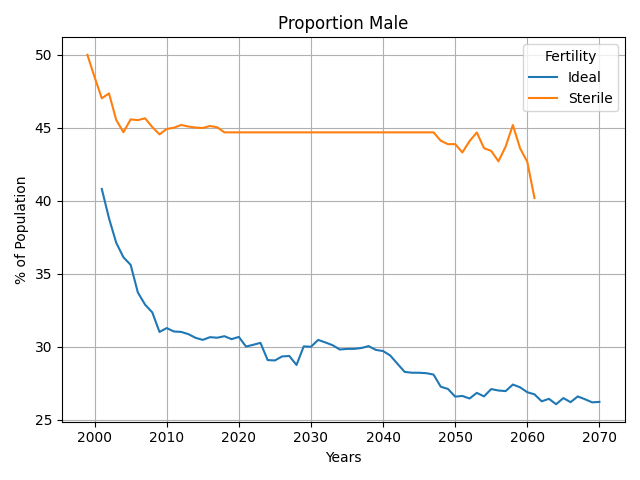 Proportion Male
50
45
40
35
30
25
% of Population
Fertility
Ideal
Sterile
2000 2010 2020 2030 2040 2050 2060 2070
Years